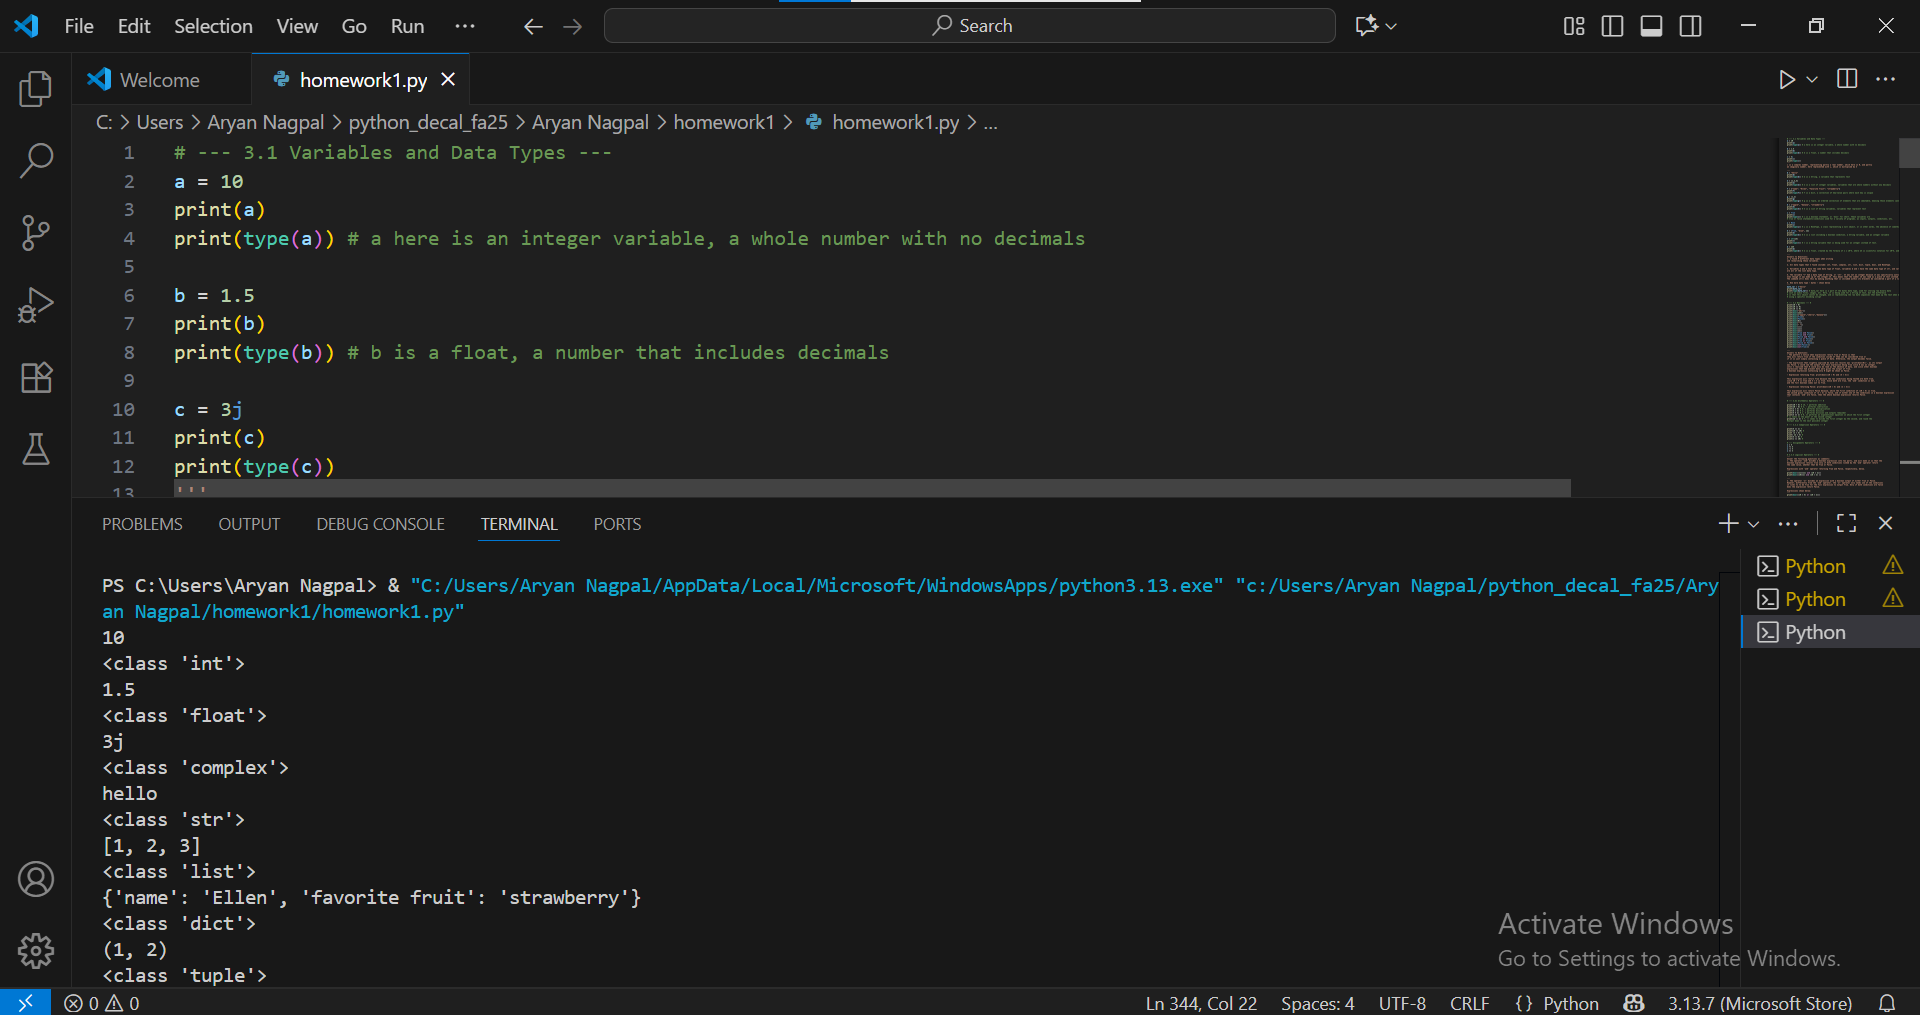 File Edit Selection View Go Run ··· Search
Welcome homework1.py
C: > Users > Aryan Nagpal > python_decal_fa25 > Aryan Nagpal > homework1 > homework1.py > ...
1 # --- 3.1 Variables and Data Types ---
2 a = 10
3 print(a)
4 print(type(a)) # a here is an integer variable, a whole number with no decimals
5
6 b = 1.5
7 print(b)
8 print(type(b)) # b is a float, a number that includes decimals
9
10 c = 3j
11 print(c)
12 print(type(c))
13 '''
PROBLEMS OUTPUT DEBUG CONSOLE TERMINAL PORTS
PS C:\Users\Aryan Nagpal> & "C:/Users/Aryan Nagpal/AppData/Local/Microsoft/WindowsApps/python3.13.exe" "c:/Users/Aryan Nagpal/python_decal_fa25/Ary
an Nagpal/homework1/homework1.py"
10
<class 'int'>
1.5
<class 'float'>
3j
<class 'complex'>
hello
<class 'str'>
[1, 2, 3]
<class 'list'>
{'name': 'Ellen', 'favorite fruit': 'strawberry'}
<class 'dict'>
(1, 2)
<class 'tuple'>
Python
Python
Python
Activate Windows
Go to Settings to activate Windows.
0 0 Ln 344, Col 22 Spaces: 4 UTF-8 CRLF {} Python 3.13.7 (Microsoft Store)